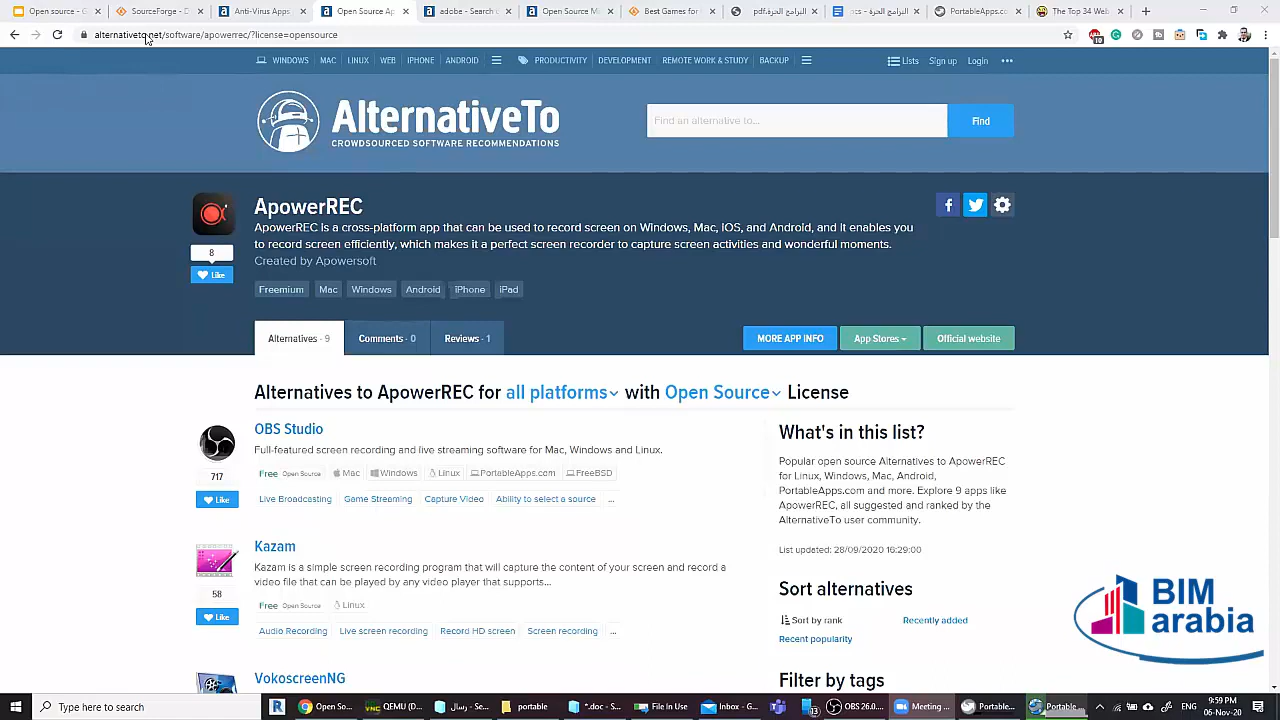 Open source - G
SourceForge - D
Anti-Virus Apps
Open Source Ap
adobe - Search
Open Source M
Best Games for
البرامج الحرة.pdf
البرامج الحرة - docs
PortableApps.co
The Top 34 Web
alternativeto.net/software/apowerrec/?license=opensource
10
WINDOWS MAC LINUX WEB IPHONE ANDROID PRODUCTIVITY DEVELOPMENT REMOTE WORK & STUDY BACKUP Lists Sign up Login
AlternativeTo
CROWDSOURCED SOFTWARE RECOMMENDATIONS
Find an alternative to...
Find
ApowerREC
ApowerREC is a cross-platform app that can be used to record screen on Windows, Mac, iOS, and Android, and it enables you
to record screen efficiently, which makes it a perfect screen recorder to capture screen activities and wonderful moments.
Created by Apowersoft
8
Like
Freemium Mac Windows Android iPhone iPad
Alternatives - 9 Comments - 0 Reviews - 1
MORE APP INFO App Stores Official website
Alternatives to ApowerREC for all platforms with Open Source License
OBS Studio
Full-featured screen recording and live streaming software for Mac, Windows and Linux.
717
Free Open Source Mac Windows Linux PortableApps.com FreeBSD
Like
Live Broadcasting Game Streaming Capture Video Ability to select a source ...
Kazam
Kazam is a simple screen recording program that will capture the content of your screen and record a
video file that can be played by any video player that supports...
58
Free Open Source Linux
Like
Audio Recording Live screen recording Record HD screen Screen recording ...
VokoscreenNG
What's in this list?
Popular open source Alternatives to ApowerREC
for Linux, Windows, Mac, Android,
PortableApps.com and more. Explore 9 apps like
ApowerREC, all suggested and ranked by the
AlternativeTo user community.
List updated: 28/09/2020 16:29:00
Sort alternatives
Sort by rank Recently added
Recent popularity
Filter by tags
BIM
arabia
Type here to search
Open So...
QEMU (D...
رسال - S...
portable
*.doc - S...
File in Use
Inbox - G...
OBS 26.0...
Meeting ...
Portable...
Portable...
9:59 PM
06-Nov-20